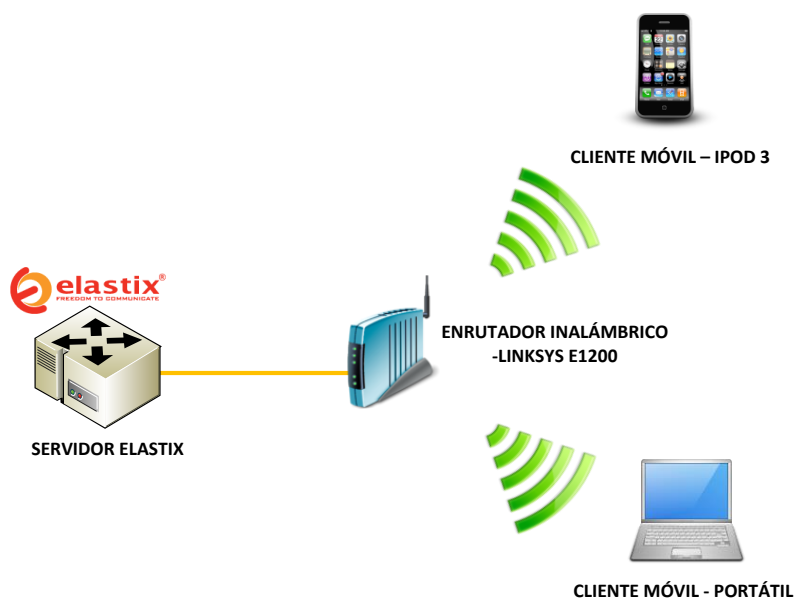 CLIENTE MÓVIL – IPOD 3
elastix®
FREEDOM TO COMMUNICATE
ENRUTADOR INALÁMBRICO
-LINKSYS E1200
SERVIDOR ELASTIX
CLIENTE MÓVIL - PORTÁTIL